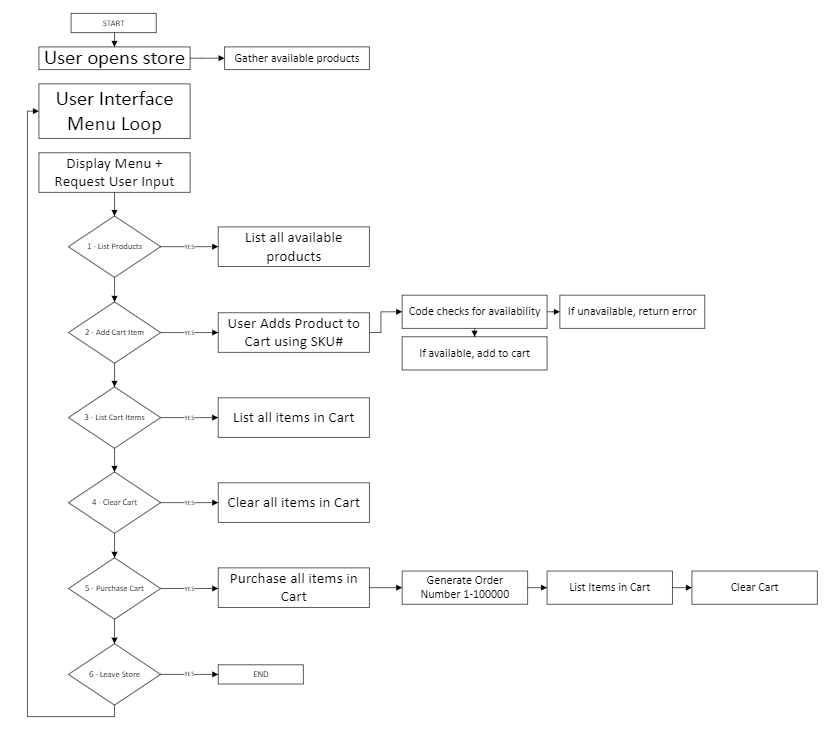 START
User opens store
Gather available products
User Interface
Menu Loop
Display Menu +
Request User Input
1 - List Products
YES
List all available
products
2 - Add Cart Item
YES
User Adds Product to
Cart using SKU#
Code checks for availability
If unavailable, return error
If available, add to cart
3 - List Cart Items
YES
List all items in Cart
4 - Clear Cart
YES
Clear all items in Cart
5 - Purchase Cart
YES
Purchase all items in
Cart
Generate Order
Number 1-100000
List Items in Cart
Clear Cart
6 - Leave Store
YES
END